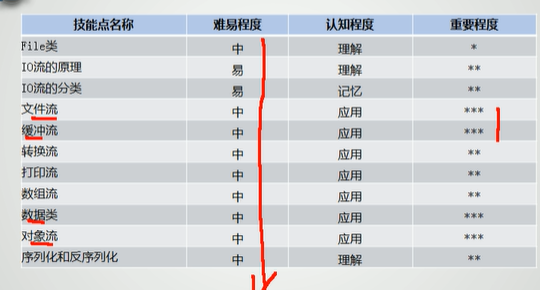 技能点名称 难易程度 认知程度 重要程度
File类 中 理解 *
IO流的原理 易 理解 **
IO流的分类 易 记忆 **
文件流 中 应用 ***
缓冲流 中 应用 ***
转换流 中 应用 **
打印流 中 应用 **
数组流 中 应用 **
数据类 中 应用 ***
对象流 中 应用 ***
序列化和反序列化 中 理解 **